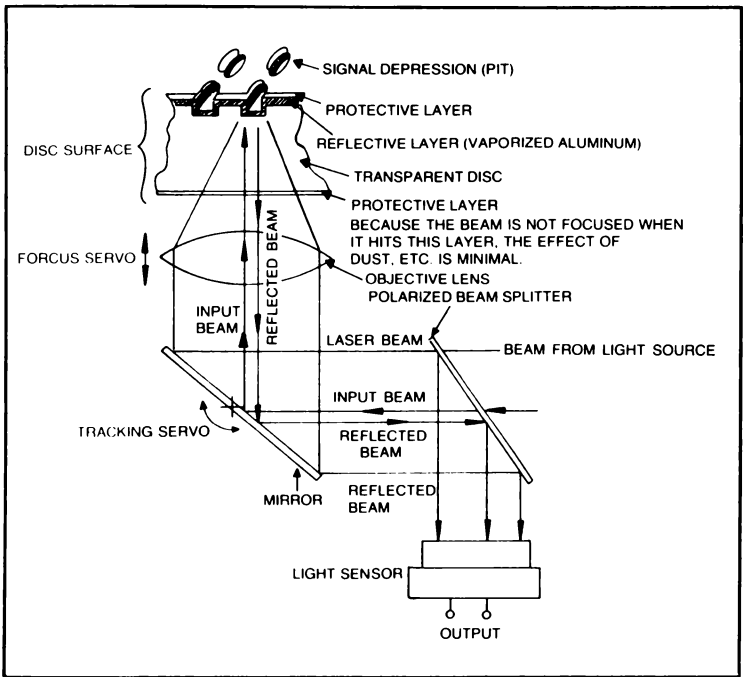 SIGNAL DEPRESSION (PIT)
PROTECTIVE LAYER
REFLECTIVE LAYER (VAPORIZED ALUMINUM)
DISC SURFACE
TRANSPARENT DISC
PROTECTIVE LAYER
BECAUSE THE BEAM IS NOT FOCUSED WHEN
IT HITS THIS LAYER, THE EFFECT OF
DUST, ETC. IS MINIMAL.
FORCUS SERVO
OBJECTIVE LENS
POLARIZED BEAM SPLITTER
INPUT
BEAM
REFLECTED BEAM
LASER BEAM
BEAM FROM LIGHT SOURCE
INPUT BEAM
TRACKING SERVO
REFLECTED
BEAM
MIRROR
REFLECTED
BEAM
LIGHT SENSOR
OUTPUT